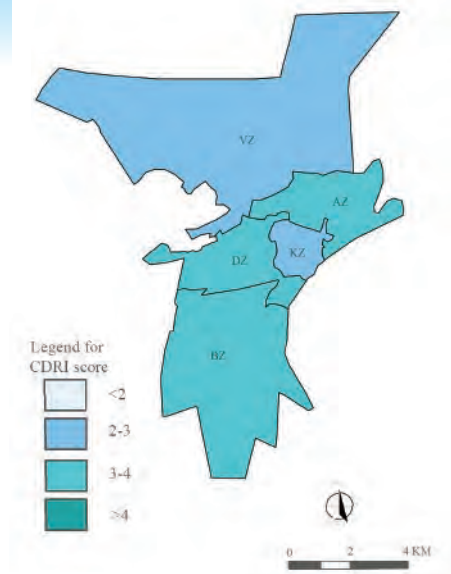 VZ
AZ
KZ
DZ
BZ
Legend for
CDRI score
<2
2-3
3-4
>4
0 2 4 KM